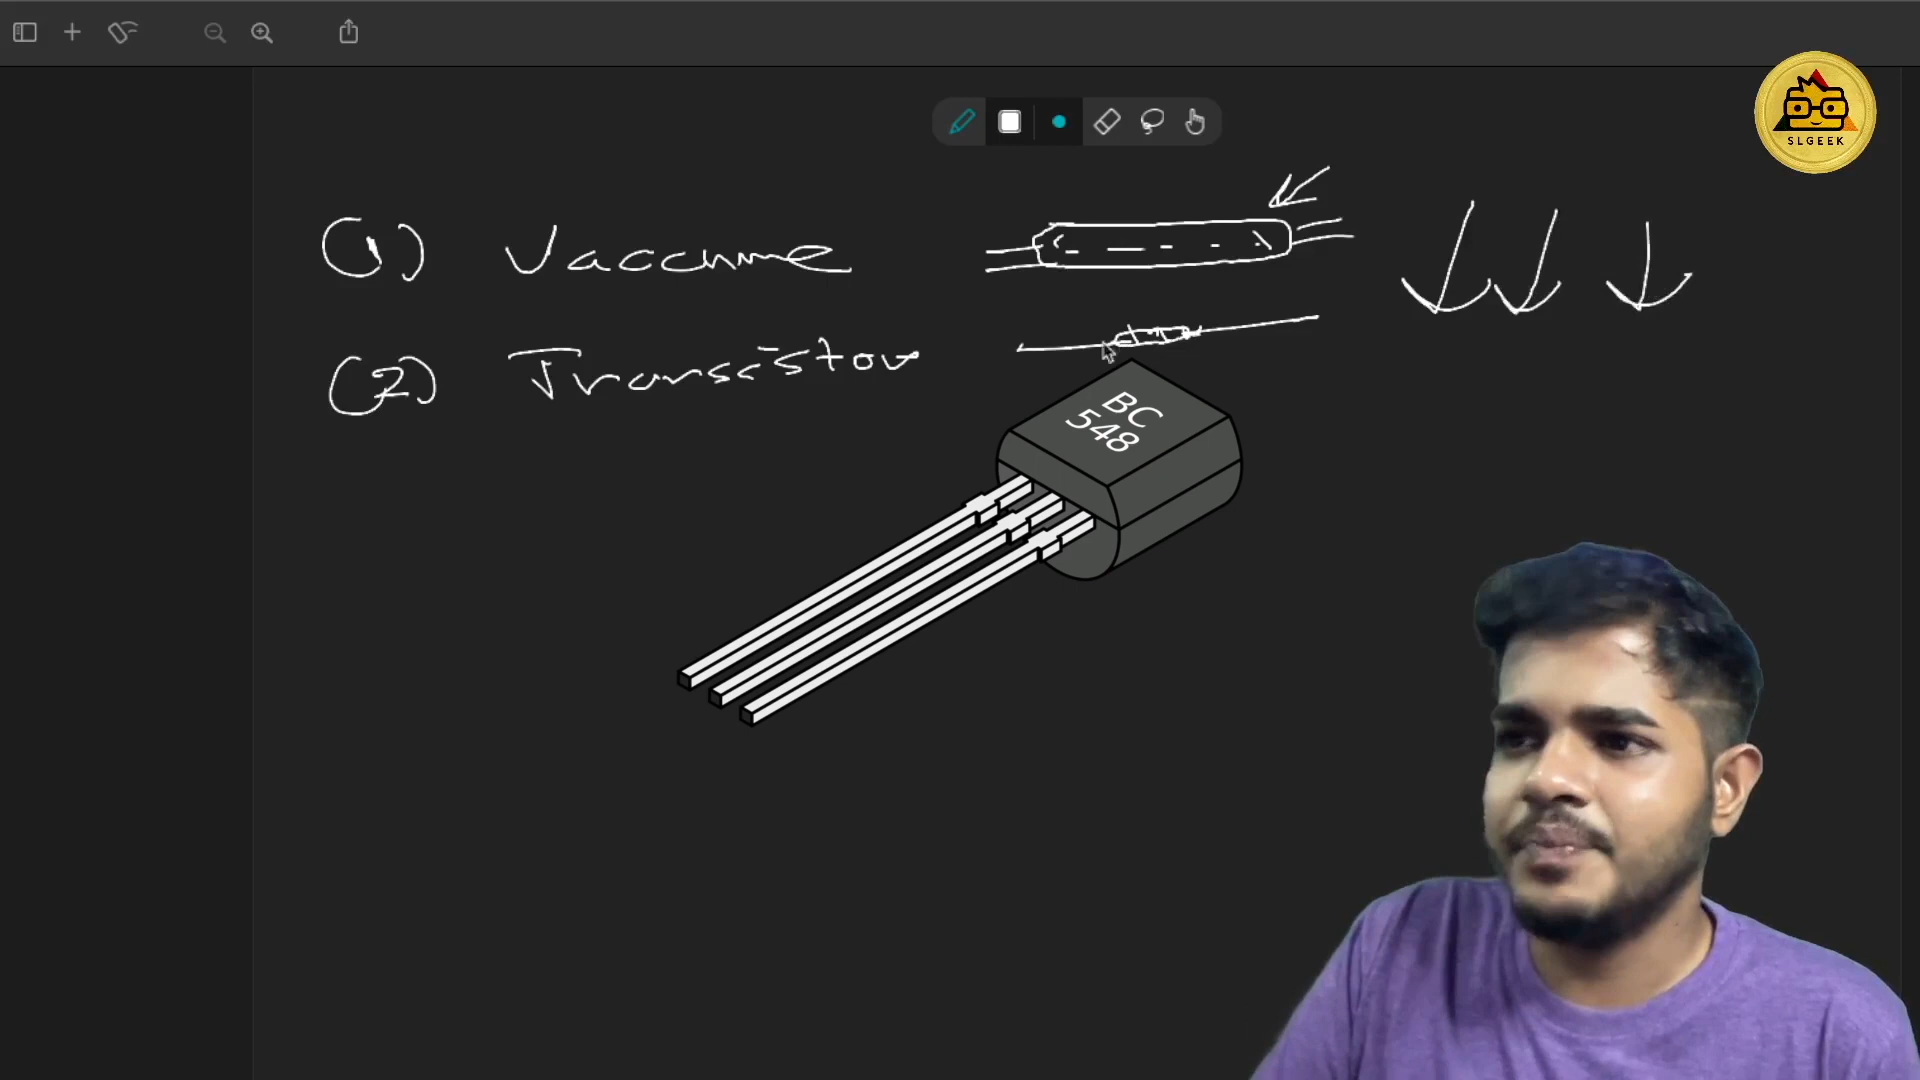 SLGEEK
(1) Vaccume
(2) Transistor
BC
548